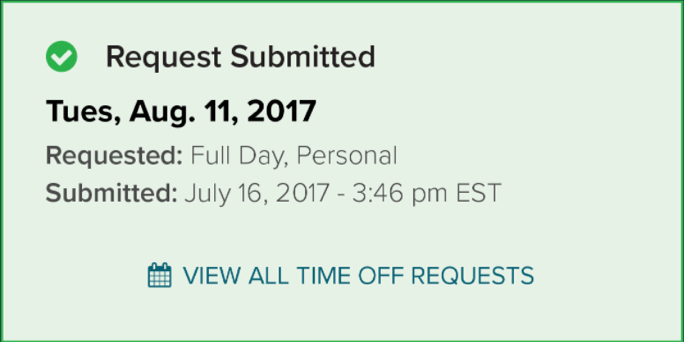 Request Submitted
Tues, Aug. 11, 2017
Requested: Full Day, Personal
Submitted: July 16, 2017 - 3:46 pm EST
VIEW ALL TIME OFF REQUESTS